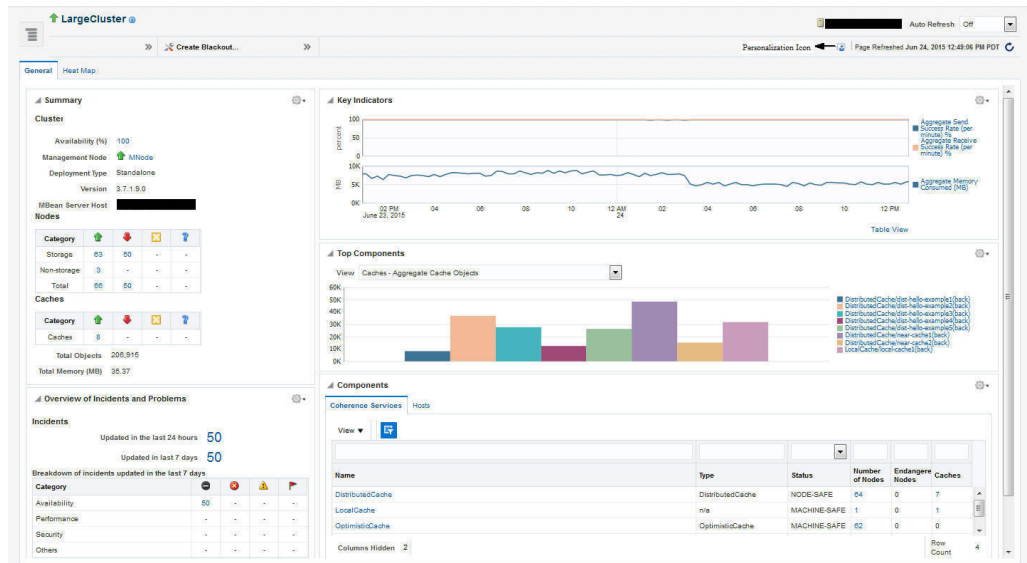 LargeCluster
Auto Refresh Off
Create Blackout...
Personalization Icon
Page Refreshed Jun 24, 2015 12:49:06 PM PDT
General Heat Map
Summary
Cluster
Availability (%) 100
Management Node MNode
Deployment Type Standalone
Version 3.7.1.9.0
MBean Server Host
Nodes
Category
Storage 63 50 - -
Non-storage 3 - - -
Total 66 50 - -
Caches
Category
Caches 8 - - -
Total Objects 206,915
Total Memory (MB) 35.37
Overview of Incidents and Problems
Incidents
Updated in the last 24 hours 50
Updated in last 7 days 50
Breakdown of incidents updated in the last 7 days
Category
Availability 50 - - -
Performance - - - -
Security - - - -
Others - - - -
Key Indicators
percent
100
50
0
Aggregate Send
Success Rate (per
minute) %
Aggregate Receive
Success Rate (per
minute) %
MB
10K
5K
0K
Aggregate Memory
Consumed (MB)
02 PM 04 06 08 10 12 AM 02 04 06 08 10 12 PM
June 23, 2015 24
Table View
Top Components
View Caches - Aggregate Cache Objects
60K
50K
40K
30K
20K
10K
0K
DistributedCache/dist-hello-example1(back)
DistributedCache/dist-hello-example2(back)
DistributedCache/dist-hello-example3(back)
DistributedCache/dist-hello-example4(back)
DistributedCache/dist-hello-example5(back)
DistributedCache/near-cache1(back)
DistributedCache/near-cache2(back)
LocalCache/local-cache1(back)
Components
Coherence Services Hosts
View
Name Type Status Number of Nodes Endangere Nodes Caches
DistributedCache DistributedCache NODE-SAFE 64 0 7
LocalCache n/a MACHINE-SAFE 1 0 1
OptimisticCache OptimisticCache MACHINE-SAFE 62 0 0
Columns Hidden 2
Row Count 4